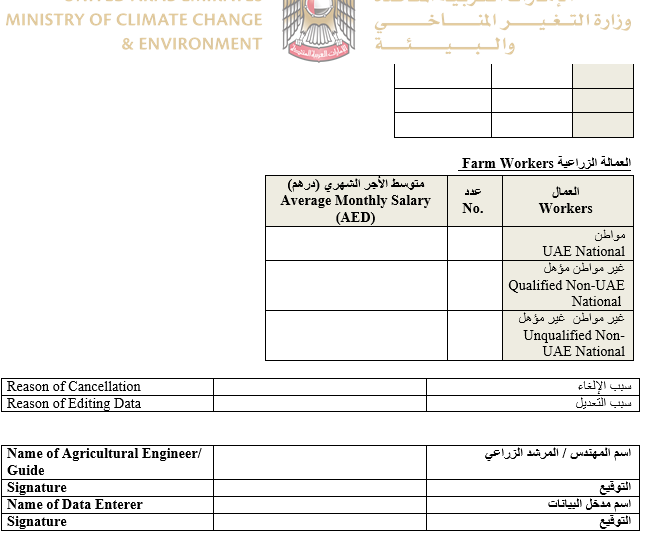 MINISTRY OF CLIMATE CHANGE
& ENVIRONMENT
وزارة التغير المناخي
والبيئة
العمالة الزراعية Farm Workers
العمال
Workers
عدد
No.
متوسط الأجر الشهري (درهم)
Average Monthly Salary
(AED)
مواطن
UAE National
غير مواطن مؤهل
Qualified Non-UAE
National
غير مواطن غير مؤهل
Unqualified Non-
UAE National
Reason of Cancellation سبب الإلغاء
Reason of Editing Data سبب التعديل
Name of Agricultural Engineer/ اسم المهندس / المرشد الزراعي
Guide
Signature التوقيع
Name of Data Enterer اسم مدخل البيانات
Signature التوقيع